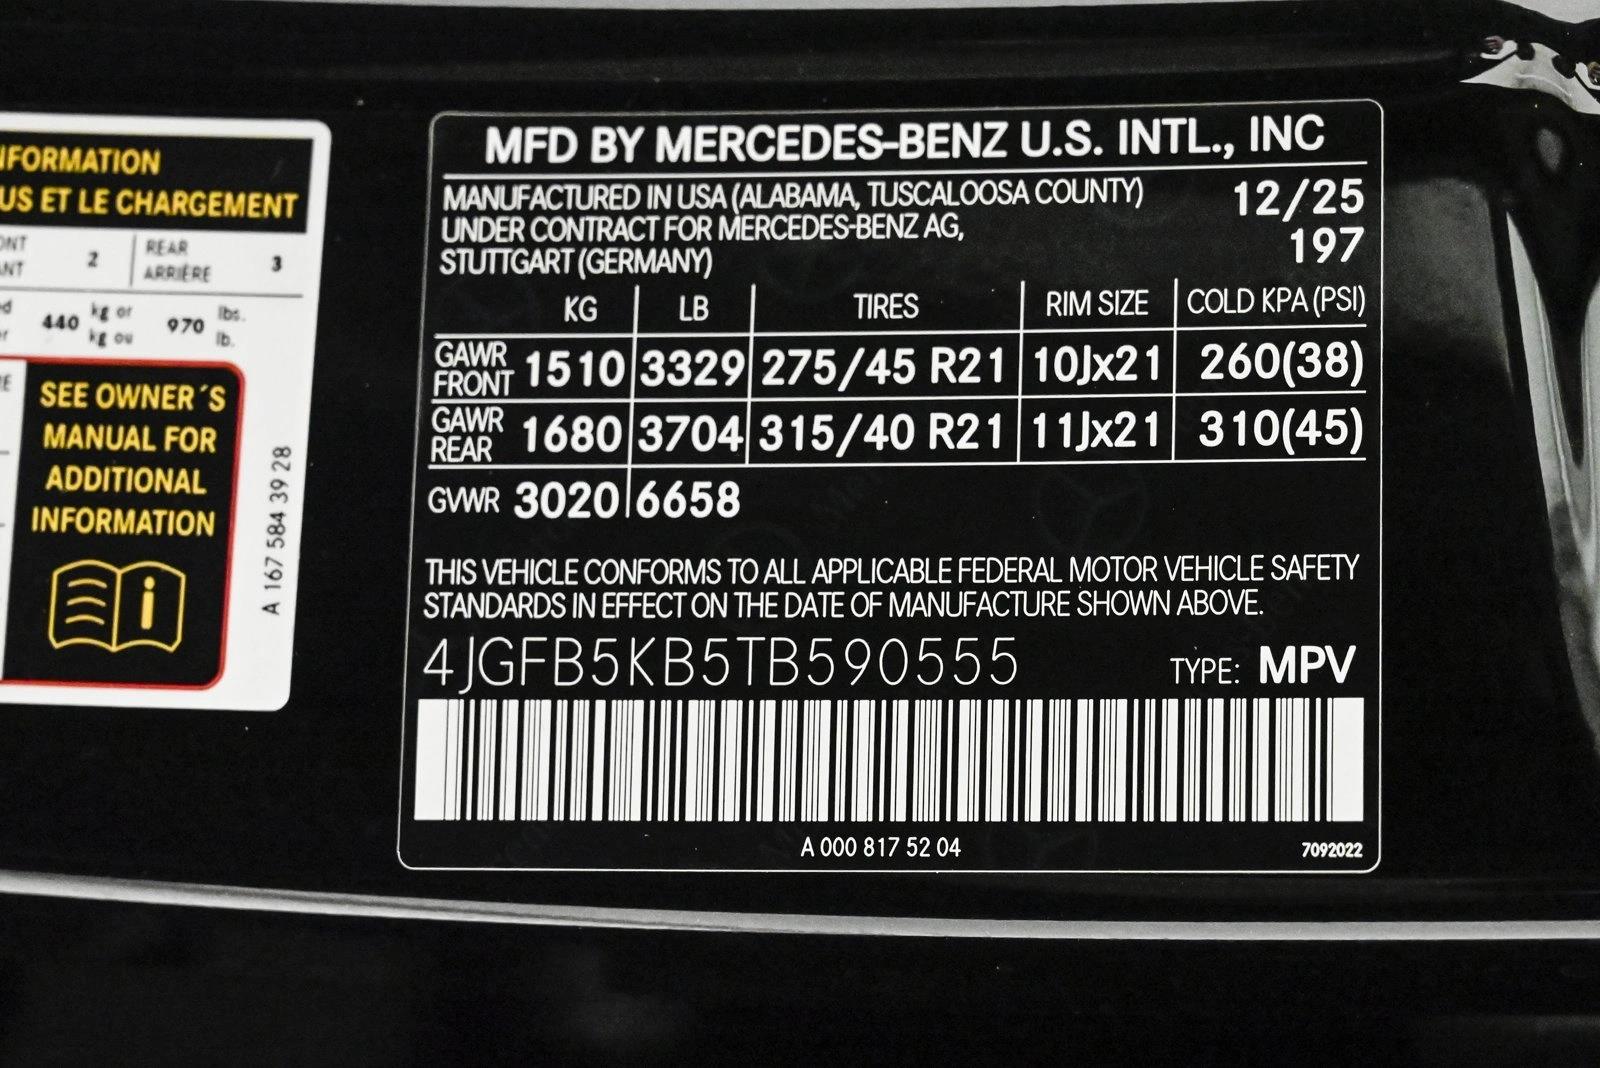 NFORMATION
US ET LE CHARGEMENT
ONT
ANT
2
REAR
ARRIÈRE
3
440 kg or 970 lbs.
kg ou lb.
SEE OWNER´S
MANUAL FOR
ADDITIONAL
INFORMATION
i
A 167 584 39 28
MFD BY MERCEDES-BENZ U.S. INTL., INC
MANUFACTURED IN USA (ALABAMA, TUSCALOOSA COUNTY) 12/25
UNDER CONTRACT FOR MERCEDES-BENZ AG, 197
STUTTGART (GERMANY)
KG LB TIRES RIM SIZE COLD KPA (PSI)
GAWR FRONT 1510 3329 275/45 R21 10Jx21 260(38)
GAWR REAR 1680 3704 315/40 R21 11Jx21 310(45)
GVWR 3020 6658
THIS VEHICLE CONFORMS TO ALL APPLICABLE FEDERAL MOTOR VEHICLE SAFETY
STANDARDS IN EFFECT ON THE DATE OF MANUFACTURE SHOWN ABOVE.
4JGFB5KB5TB590555 TYPE: MPV
A 000 817 52 04 7092022